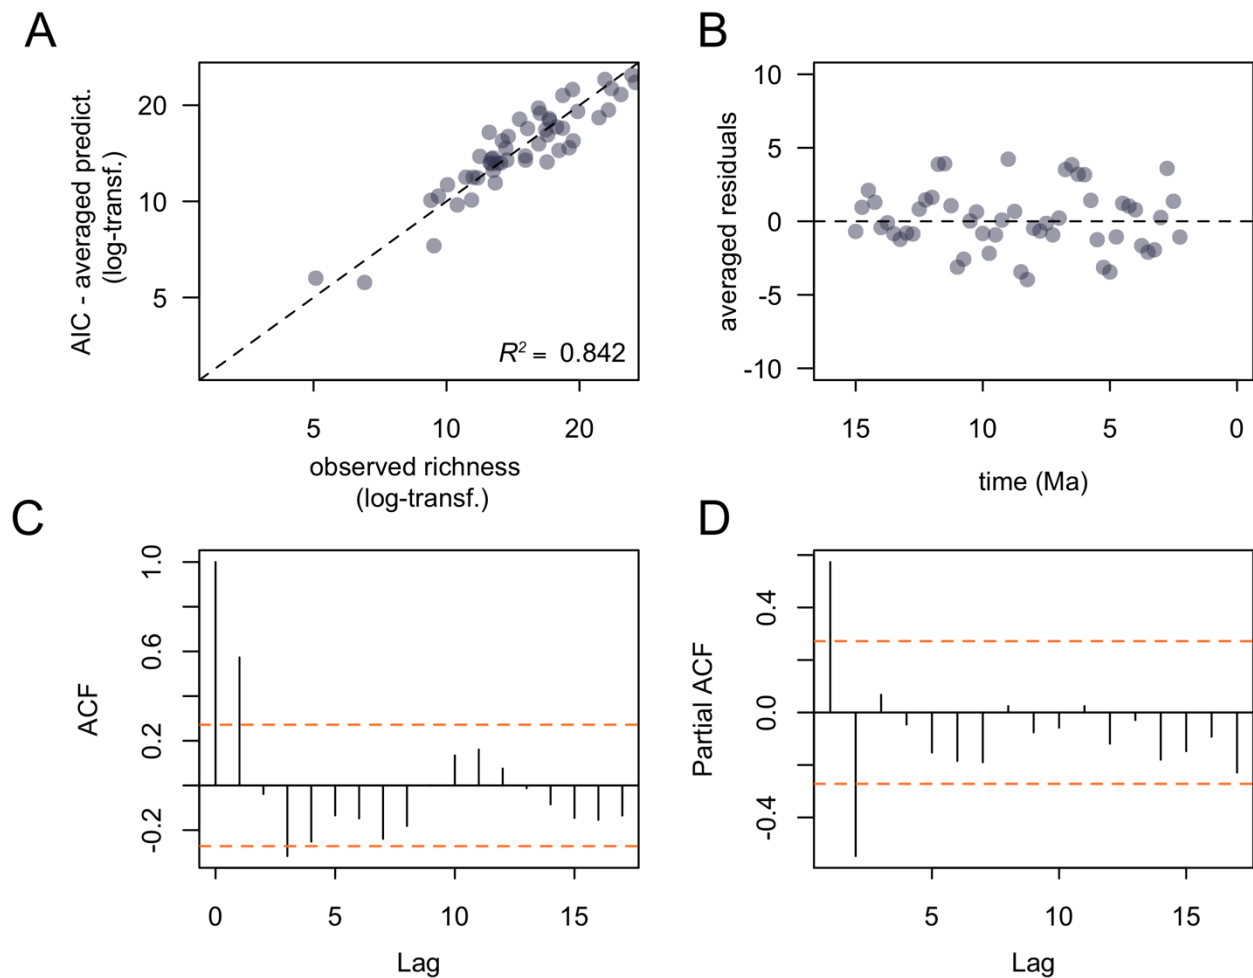 A
AIC - averaged predict.
(log-transf.)
20
10
5
R² = 0.842
5 10 20
observed richness
(log-transf.)
B
averaged residuals
10
5
0
-5
-10
15 10 5 0
time (Ma)
C
ACF
1.0
0.6
0.2
-0.2
0 5 10 15
Lag
D
Partial ACF
0.4
0.0
-0.4
5 10 15
Lag